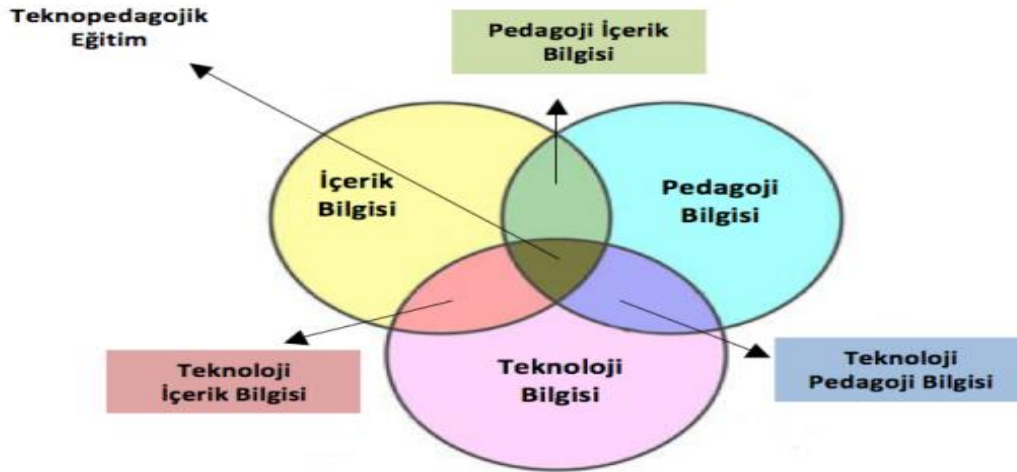 Teknopedagojik
Eğitim
Pedagoji İçerik
Bilgisi
İçerik
Bilgisi
Pedagoji
Bilgisi
Teknoloji
İçerik Bilgisi
Teknoloji
Bilgisi
Teknoloji
Pedagoji Bilgisi